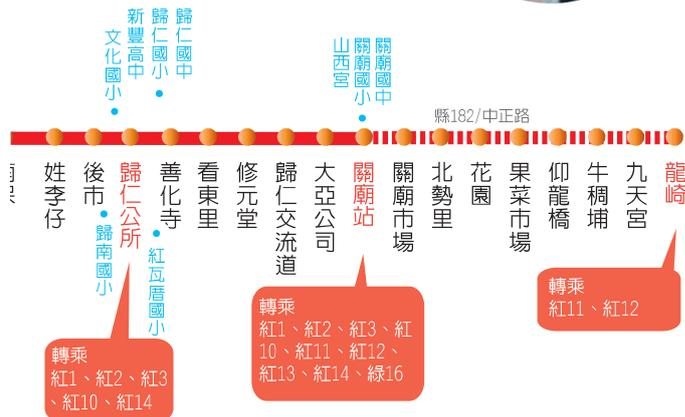 歸仁國中
歸仁國小
新豐高中
文化國小
關廟國中
關廟國小
山西宮
縣182/中正路
姓李仔
後市
歸仁公所
善化寺
看東里
修元堂
歸仁交流道
大亞公司
關廟站
關廟市場
北勢里
花園
果菜市場
仰龍橋
牛稠埔
九天宮
龍崎
歸南國小
紅瓦厝國小
轉乘
紅1、紅2、紅3
、紅10、紅14
轉乘
紅1、紅2、紅3、紅
10、紅11、紅12、
紅13、紅14、綠16
轉乘
紅11、紅12